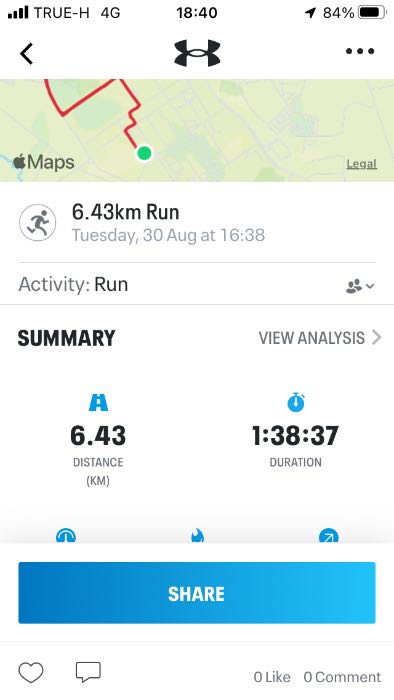 TRUE-H 4G 18:40 84%
Maps Legal
6.43km Run
Tuesday, 30 Aug at 16:38
Activity: Run
SUMMARY VIEW ANALYSIS
6.43 1:38:37
DISTANCE DURATION
(KM)
SHARE
0 Like 0 Comment